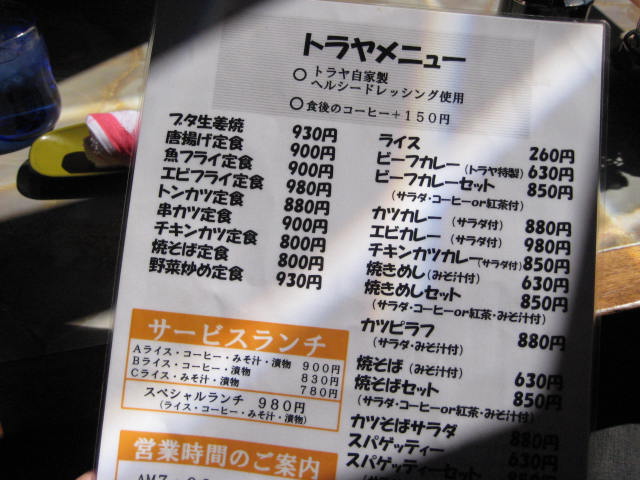 トラヤメニュー
○ トラヤ自家製
ヘルシードレッシング使用
○食後のコーヒー＋１５０円
ブタ生姜焼 930円
唐揚げ定食 900円
魚フライ定食 900円
エビフライ定食 980円
トンカツ定食 880円
串カツ定食 900円
チキンカツ定食 800円
焼そば定食 800円
野菜炒め定食 930円
サービスランチ
Aライス・コーヒー・みそ汁・漬物 900円
Bライス・コーヒー・漬物 830円
Cライス・みそ汁・漬物 780円
スペシャルランチ 980円
(ライス・コーヒー・みそ汁・漬物)
営業時間のご案内
ライス 260円
ビーフカレー(トラヤ特製) 630円
ビーフカレーセット 850円
(サラダ・コーヒーor紅茶付)
カツカレー (サラダ付) 880円
エビカレー (サラダ付) 980円
チキンカツカレー(サラダ付) 850円
焼きめし(みそ汁付) 630円
焼きめしセット 850円
(サラダ・コーヒーor紅茶・みそ汁付)
カツピラフ 880円
(サラダ・みそ汁付)
焼そば (みそ汁付) 630円
焼そばセット 850円
(サラダ・コーヒーor紅茶・みそ汁付)
カツそばサラダ 880円
スパゲッティー 630円
スパゲッティーセット